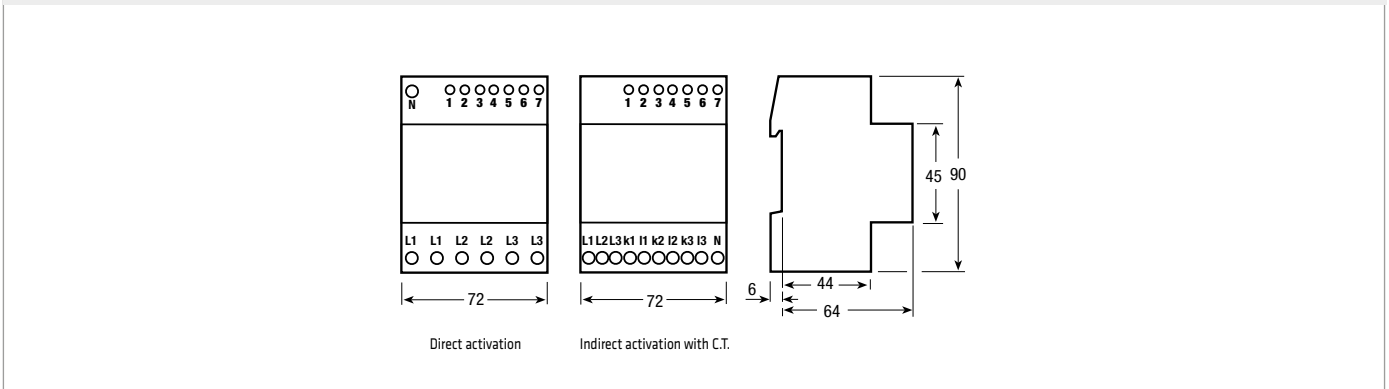 N 1 2 3 4 5 6 7
L1 L1 L2 L2 L3 L3
72
Direct activation
1 2 3 4 5 6 7
L1 L2 L3 k1 l1 k2 l2 k3 l3 N
72
Indirect activation with C.T.
45 90
6 44
64